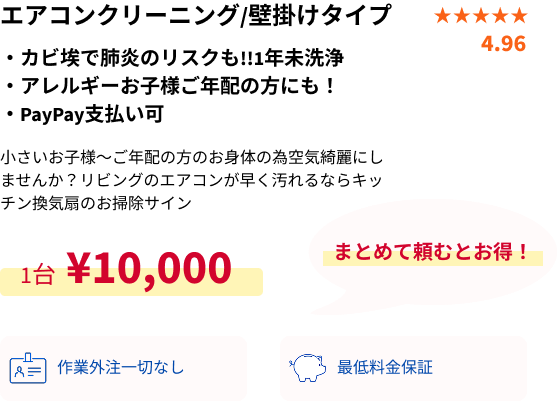 エアコンクリーニング/壁掛けタイプ
★★★★★
4.96
・カビ埃で肺炎のリスクも!!1年未洗浄
・アレルギーお子様ご年配の方にも！
・PayPay支払い可
小さいお子様〜ご年配の方のお身体の為空気綺麗にし
ませんか？リビングのエアコンが早く汚れるならキッ
チン換気扇のお掃除サイン
1台 ¥10,000
まとめて頼むとお得！
作業外注一切なし
最低料金保証